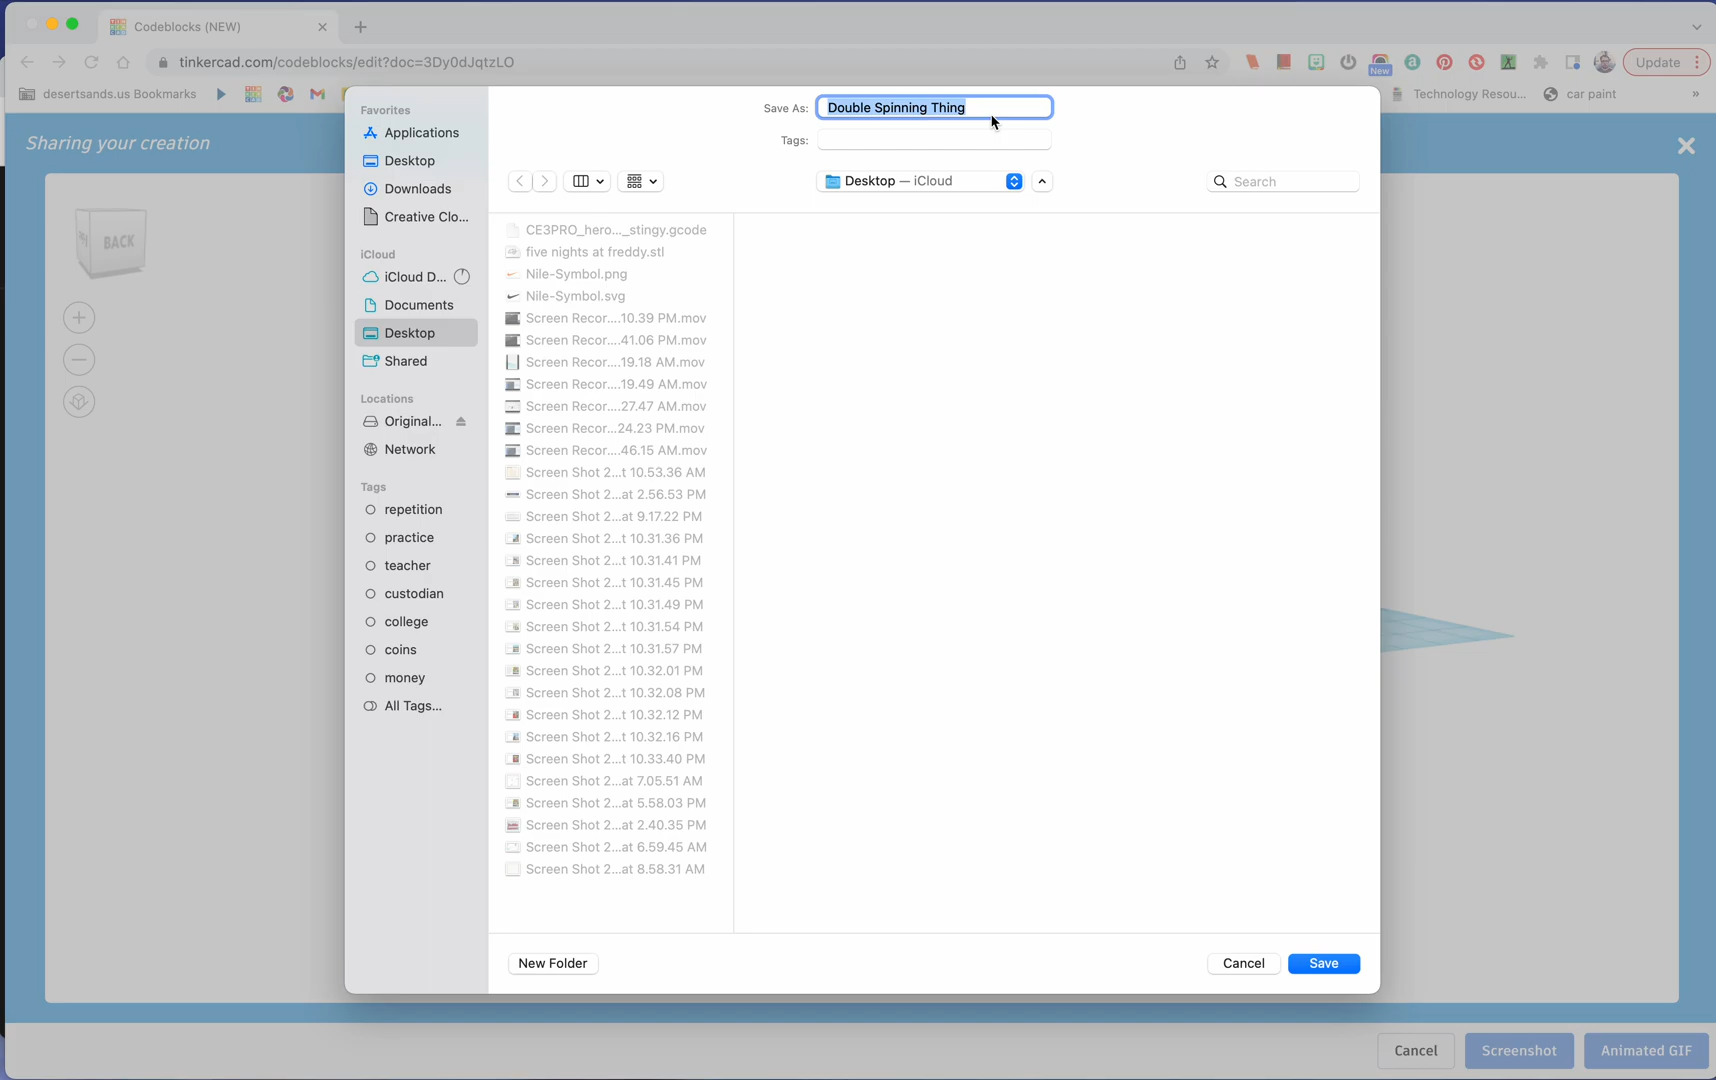 Codeblocks (NEW)
tinkercad.com/codeblocks/edit?doc=3Dy0dJqtzLO
New
Update
desertsands.us Bookmarks
Technology Resou...
car paint
»
Sharing your creation
BACK
Favorites
Applications
Desktop
Downloads
Creative Clo...
iCloud
iCloud D...
Documents
Desktop
Shared
Locations
Original...
Network
Tags
repetition
practice
teacher
custodian
college
coins
money
All Tags...
Save As: Double Spinning Thing
Tags:
Desktop — iCloud
Search
CE3PRO_hero..._stingy.gcode
five nights at freddy.stl
Nile-Symbol.png
Nile-Symbol.svg
Screen Recor....10.39 PM.mov
Screen Recor....41.06 PM.mov
Screen Recor....19.18 AM.mov
Screen Recor....19.49 AM.mov
Screen Recor....27.47 AM.mov
Screen Recor...24.23 PM.mov
Screen Recor....46.15 AM.mov
Screen Shot 2...t 10.53.36 AM
Screen Shot 2...at 2.56.53 PM
Screen Shot 2...at 9.17.22 PM
Screen Shot 2...t 10.31.36 PM
Screen Shot 2...t 10.31.41 PM
Screen Shot 2...t 10.31.45 PM
Screen Shot 2...t 10.31.49 PM
Screen Shot 2...t 10.31.54 PM
Screen Shot 2...t 10.31.57 PM
Screen Shot 2...t 10.32.01 PM
Screen Shot 2...t 10.32.08 PM
Screen Shot 2...t 10.32.12 PM
Screen Shot 2...t 10.32.16 PM
Screen Shot 2...t 10.33.40 PM
Screen Shot 2...at 7.05.51 AM
Screen Shot 2...at 5.58.03 PM
Screen Shot 2...at 2.40.35 PM
Screen Shot 2...at 6.59.45 AM
Screen Shot 2...at 8.58.31 AM
New Folder
Cancel
Save
Cancel
Screenshot
Animated GIF